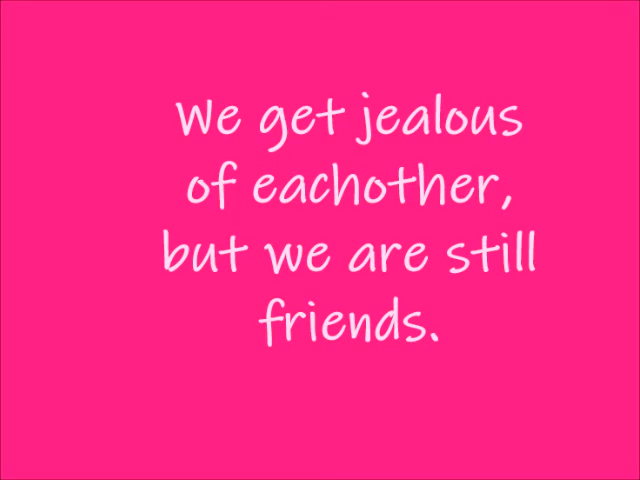 We get jealous
of eachother,
but we are still
friends.